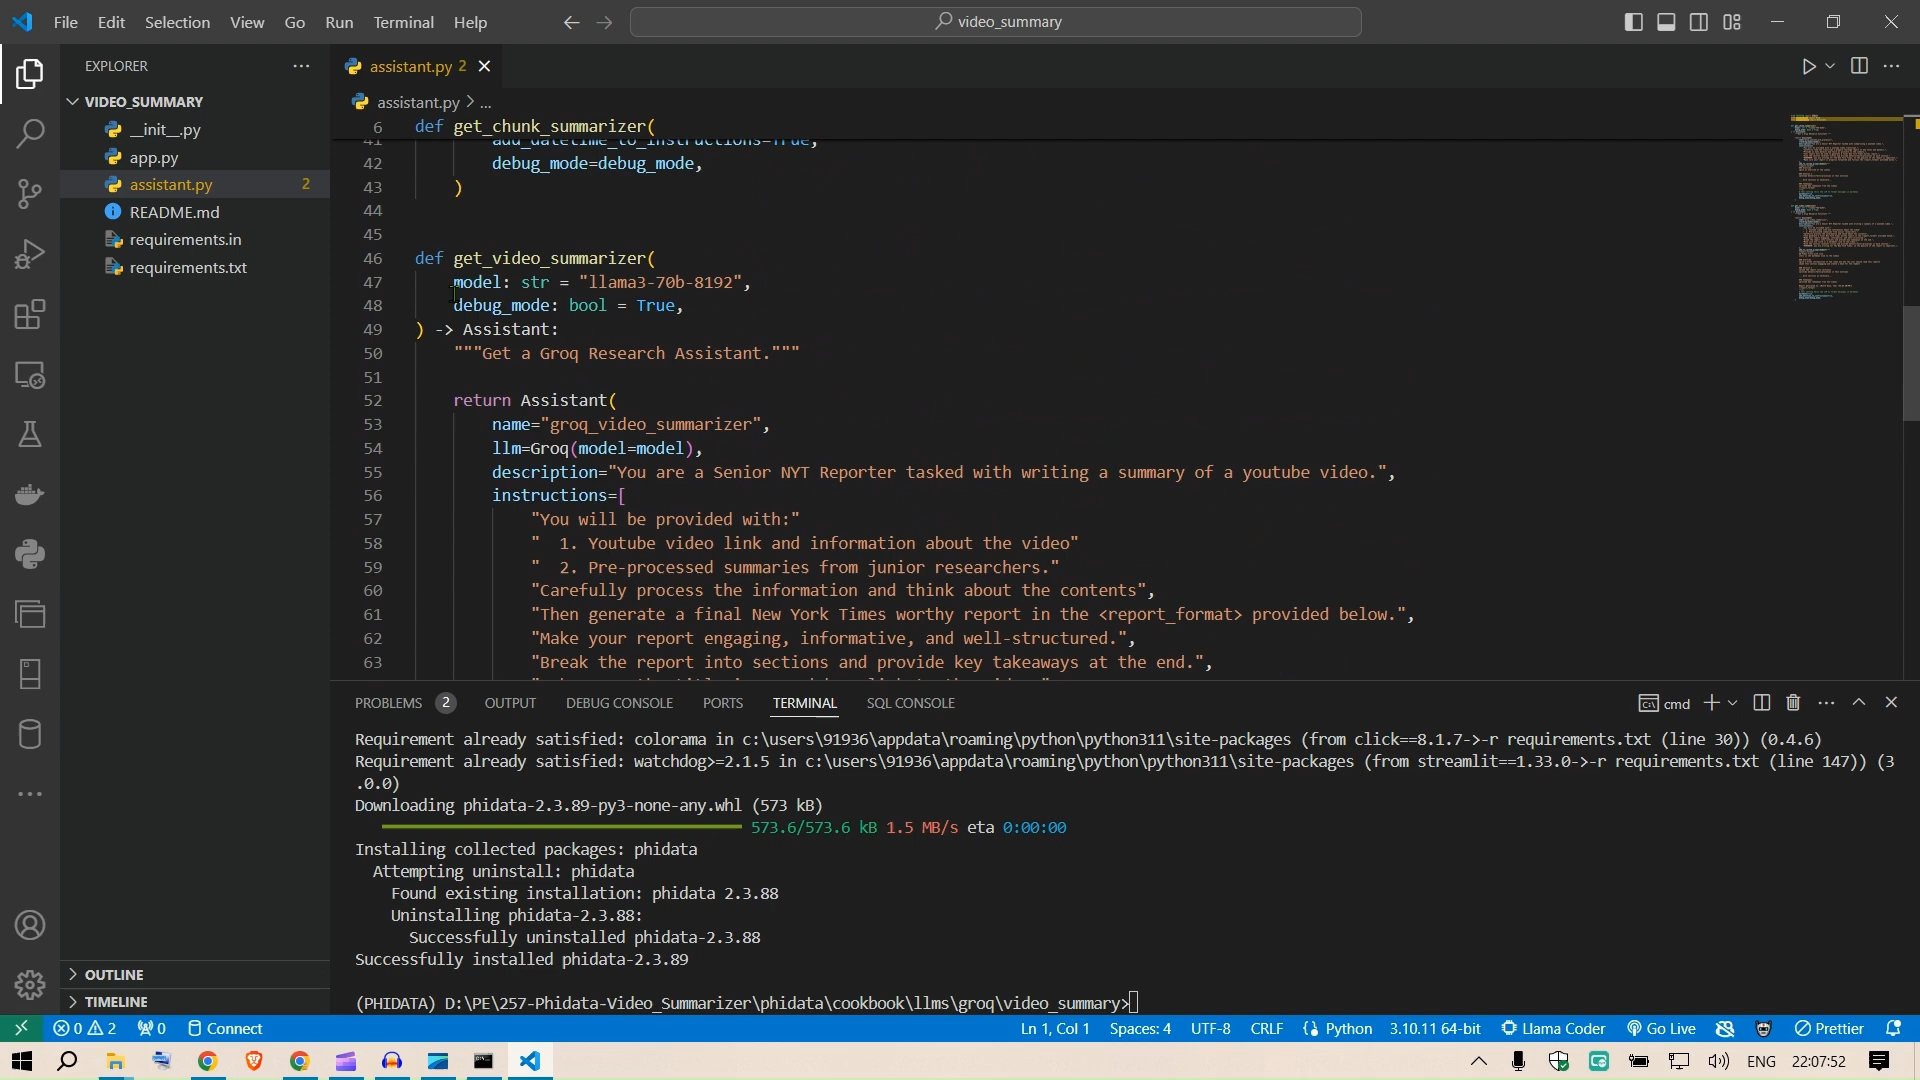 File Edit Selection View Go Run Terminal Help
video_summary
EXPLORER
VIDEO_SUMMARY
__init__.py
app.py
assistant.py 2
README.md
requirements.in
requirements.txt
OUTLINE
TIMELINE
assistant.py 2
assistant.py > ...
6 def get_chunk_summarizer(
41 add_datetime_to_instructions=True,
42 debug_mode=debug_mode,
43 )
44
45
46 def get_video_summarizer(
47 model: str = "llama3-70b-8192",
48 debug_mode: bool = True,
49 ) -> Assistant:
50 """Get a Groq Research Assistant."""
51
52 return Assistant(
53 name="groq_video_summarizer",
54 llm=Groq(model=model),
55 description="You are a Senior NYT Reporter tasked with writing a summary of a youtube video.",
56 instructions=[
57 "You will be provided with:"
58 "  1. Youtube video link and information about the video"
59 "  2. Pre-processed summaries from junior researchers."
60 "Carefully process the information and think about the contents",
61 "Then generate a final New York Times worthy report in the <report_format> provided below.",
62 "Make your report engaging, informative, and well-structured.",
63 "Break the report into sections and provide key takeaways at the end.",
PROBLEMS 2 OUTPUT DEBUG CONSOLE PORTS TERMINAL SQL CONSOLE
cmd
Requirement already satisfied: colorama in c:\users\91936\appdata\roaming\python\python311\site-packages (from click==8.1.7->-r requirements.txt (line 30)) (0.4.6)
Requirement already satisfied: watchdog>=2.1.5 in c:\users\91936\appdata\roaming\python\python311\site-packages (from streamlit==1.33.0->-r requirements.txt (line 147)) (3
.0.0)
Downloading phidata-2.3.89-py3-none-any.whl (573 kB)
573.6/573.6 kB 1.5 MB/s eta 0:00:00
Installing collected packages: phidata
Attempting uninstall: phidata
Found existing installation: phidata 2.3.88
Uninstalling phidata-2.3.88:
Successfully uninstalled phidata-2.3.88
Successfully installed phidata-2.3.89
(PHIDATA) D:\PE\257-Phidata-Video_Summarizer\phidata\cookbook\llms\groq\video_summary>
0 2 0 Connect Ln 1, Col 1 Spaces: 4 UTF-8 CRLF Python 3.10.11 64-bit Llama Coder Go Live Prettier
ENG 22:07:52